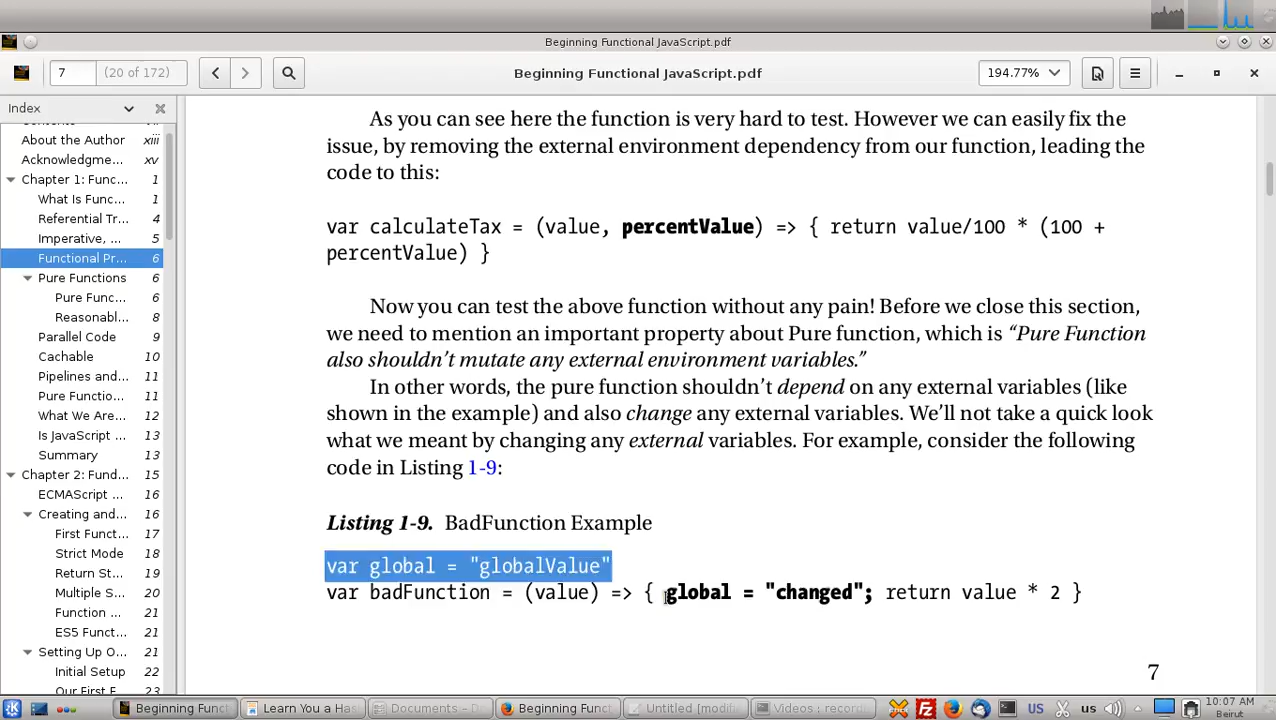 Beginning Functional JavaScript.pdf
7 (20 of 172)
Beginning Functional JavaScript.pdf
194.77%
Index
About the Author xiii
Acknowledgme... xv
Chapter 1: Func... 1
What Is Func... 1
Referential Tr... 4
Imperative, ... 5
Functional Pr... 6
Pure Functions 6
Pure Func... 6
Reasonabl... 8
Parallel Code 9
Cachable 10
Pipelines and... 11
Pure Functio... 11
What We Are... 12
Is JavaScript ... 13
Summary 13
Chapter 2: Fund... 15
ECMAScript ... 16
Creating and... 16
First Funct... 17
Strict Mode 18
Return St... 19
Multiple S... 20
Function ... 21
ES5 Funct... 21
Setting Up O... 21
Initial Setup 22
Our First F... 23
As you can see here the function is very hard to test. However we can easily fix the
issue, by removing the external environment dependency from our function, leading the
code to this:
var calculateTax = (value, percentValue) => { return value/100 * (100 +
percentValue) }
Now you can test the above function without any pain! Before we close this section,
we need to mention an important property about Pure function, which is “Pure Function
also shouldn’t mutate any external environment variables.”
In other words, the pure function shouldn’t depend on any external variables (like
shown in the example) and also change any external variables. We’ll not take a quick look
what we meant by changing any external variables. For example, consider the following
code in Listing 1-9:
Listing 1-9. BadFunction Example
var global = "globalValue"
var badFunction = (value) => { global = "changed"; return value * 2 }
7
Beginning Funct
Learn You a Has
Documents – D
Beginning Funct
Untitled [modif
Videos : record
US
us
10:07 AM
Beirut